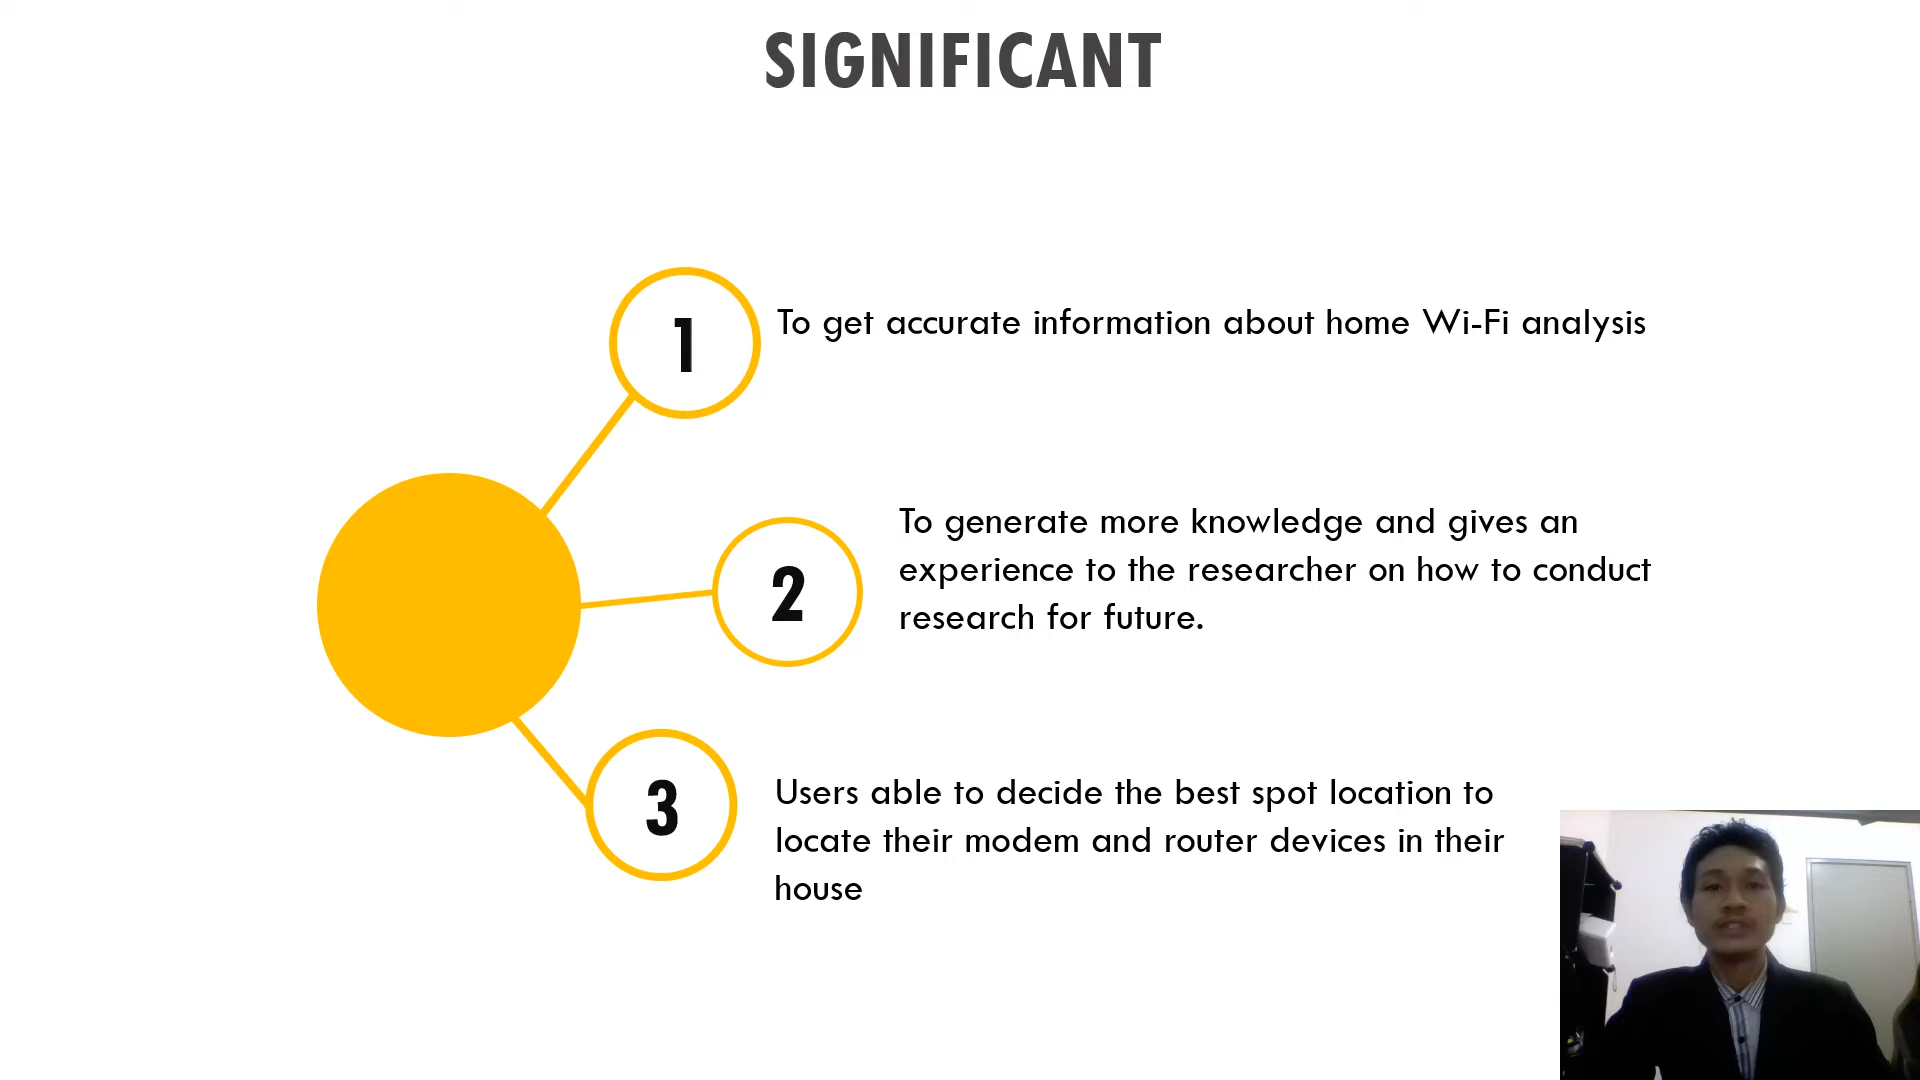 SIGNIFICANT
1
To get accurate information about home Wi-Fi analysis
2
To generate more knowledge and gives an
experience to the researcher on how to conduct
research for future.
3
Users able to decide the best spot location to
locate their modem and router devices in their
house